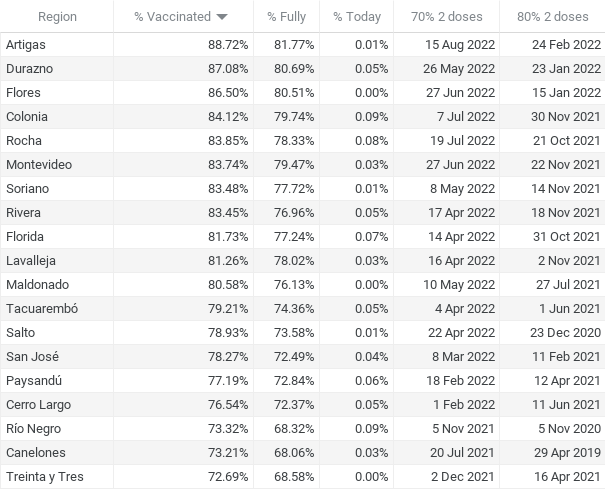 Region % Vaccinated % Fully % Today 70% 2 doses 80% 2 doses
Artigas 88.72% 81.77% 0.01% 15 Aug 2022 24 Feb 2022
Durazno 87.08% 80.69% 0.05% 26 May 2022 23 Jan 2022
Flores 86.50% 80.51% 0.00% 27 Jun 2022 15 Jan 2022
Colonia 84.12% 79.74% 0.09% 7 Jul 2022 30 Nov 2021
Rocha 83.85% 78.33% 0.08% 19 Jul 2022 21 Oct 2021
Montevideo 83.74% 79.47% 0.03% 27 Jun 2022 22 Nov 2021
Soriano 83.48% 77.72% 0.01% 8 May 2022 14 Nov 2021
Rivera 83.45% 76.96% 0.05% 17 Apr 2022 18 Nov 2021
Florida 81.73% 77.24% 0.07% 14 Apr 2022 31 Oct 2021
Lavalleja 81.26% 78.02% 0.03% 16 Apr 2022 2 Nov 2021
Maldonado 80.58% 76.13% 0.00% 10 May 2022 27 Jul 2021
Tacuarembó 79.21% 74.36% 0.05% 4 Apr 2022 1 Jun 2021
Salto 78.93% 73.58% 0.01% 22 Apr 2022 23 Dec 2020
San José 78.27% 72.49% 0.04% 8 Mar 2022 11 Feb 2021
Paysandú 77.19% 72.84% 0.06% 18 Feb 2022 12 Apr 2021
Cerro Largo 76.54% 72.37% 0.05% 1 Feb 2022 11 Jun 2021
Río Negro 73.32% 68.32% 0.09% 5 Nov 2021 5 Nov 2020
Canelones 73.21% 68.06% 0.03% 20 Jul 2021 29 Apr 2019
Treinta y Tres 72.69% 68.58% 0.00% 2 Dec 2021 16 Apr 2021